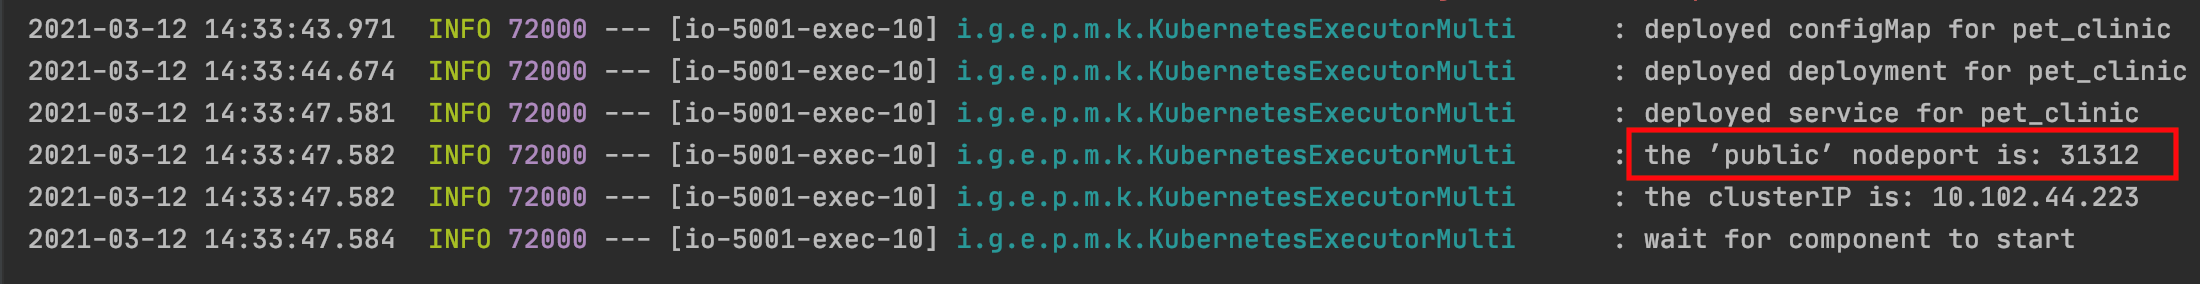 2021-03-12 14:33:43.971  INFO 72000 --- [io-5001-exec-10] i.g.e.p.m.k.KubernetesExecutorMulti      : deployed configMap for pet_clinic
2021-03-12 14:33:44.674  INFO 72000 --- [io-5001-exec-10] i.g.e.p.m.k.KubernetesExecutorMulti      : deployed deployment for pet_clinic
2021-03-12 14:33:47.581  INFO 72000 --- [io-5001-exec-10] i.g.e.p.m.k.KubernetesExecutorMulti      : deployed service for pet_clinic
2021-03-12 14:33:47.582  INFO 72000 --- [io-5001-exec-10] i.g.e.p.m.k.KubernetesExecutorMulti      : the ’public’ nodeport is: 31312
2021-03-12 14:33:47.582  INFO 72000 --- [io-5001-exec-10] i.g.e.p.m.k.KubernetesExecutorMulti      : the clusterIP is: 10.102.44.223
2021-03-12 14:33:47.584  INFO 72000 --- [io-5001-exec-10] i.g.e.p.m.k.KubernetesExecutorMulti      : wait for component to start